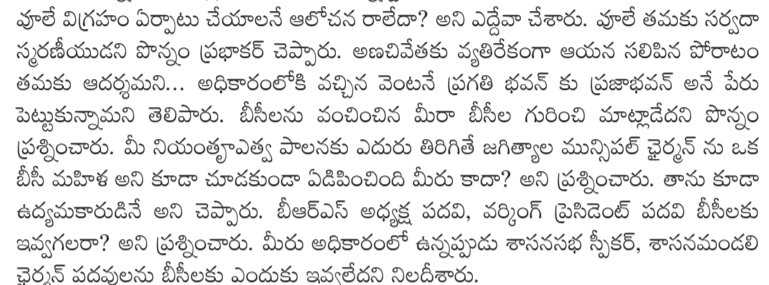 పూలే విగ్రహం ఏర్పాటు చేయాలనే ఆలోచన రాలేదా? అని ఎద్దేవా చేశారు. పూలే తమకు సర్వదా
స్మరణీయుడని పొన్నం ప్రభాకర్ చెప్పారు. అణచివేతకు వ్యతిరేకంగా ఆయన సలిపిన పోరాటం
తమకు ఆదర్శమని... అధికారంలోకి వచ్చిన వెంటనే ప్రగతి భవన్ కు ప్రజాభవన్ అనే పేరు
పెట్టుకున్నామని తెలిపారు. బీసీలను వంచించిన మీరా బీసీల గురించి మాట్లాడేదని పొన్నం
ప్రశ్నించారు. మీ నియంతృాఎత్వ పాలనకు ఎదురు తిరిగితే జగిత్యాల మున్సిపల్ ఛైర్మన్ ను ఒక
బీసీ మహిళ అని కూడా చూడకుండా ఏడిపించింది మీరు కాదా? అని ప్రశ్నించారు. తాను కూడా
ఉద్యమకారుడినే అని చెప్పారు. బీఆర్ఎస్ అధ్యక్ష పదవి, వర్కింగ్ ప్రెసిడెంట్ పదవి బీసీలకు
ఇవ్వగలరా? అని ప్రశ్నించారు. మీరు అధికారంలో ఉన్నప్పుడు శాసనసభ స్పీకర్, శాసనమండలి
ఛైర్మన్ పదవులను బీసీలకు ఎందుకు ఇవ్వలేదని నిలదీశారు.